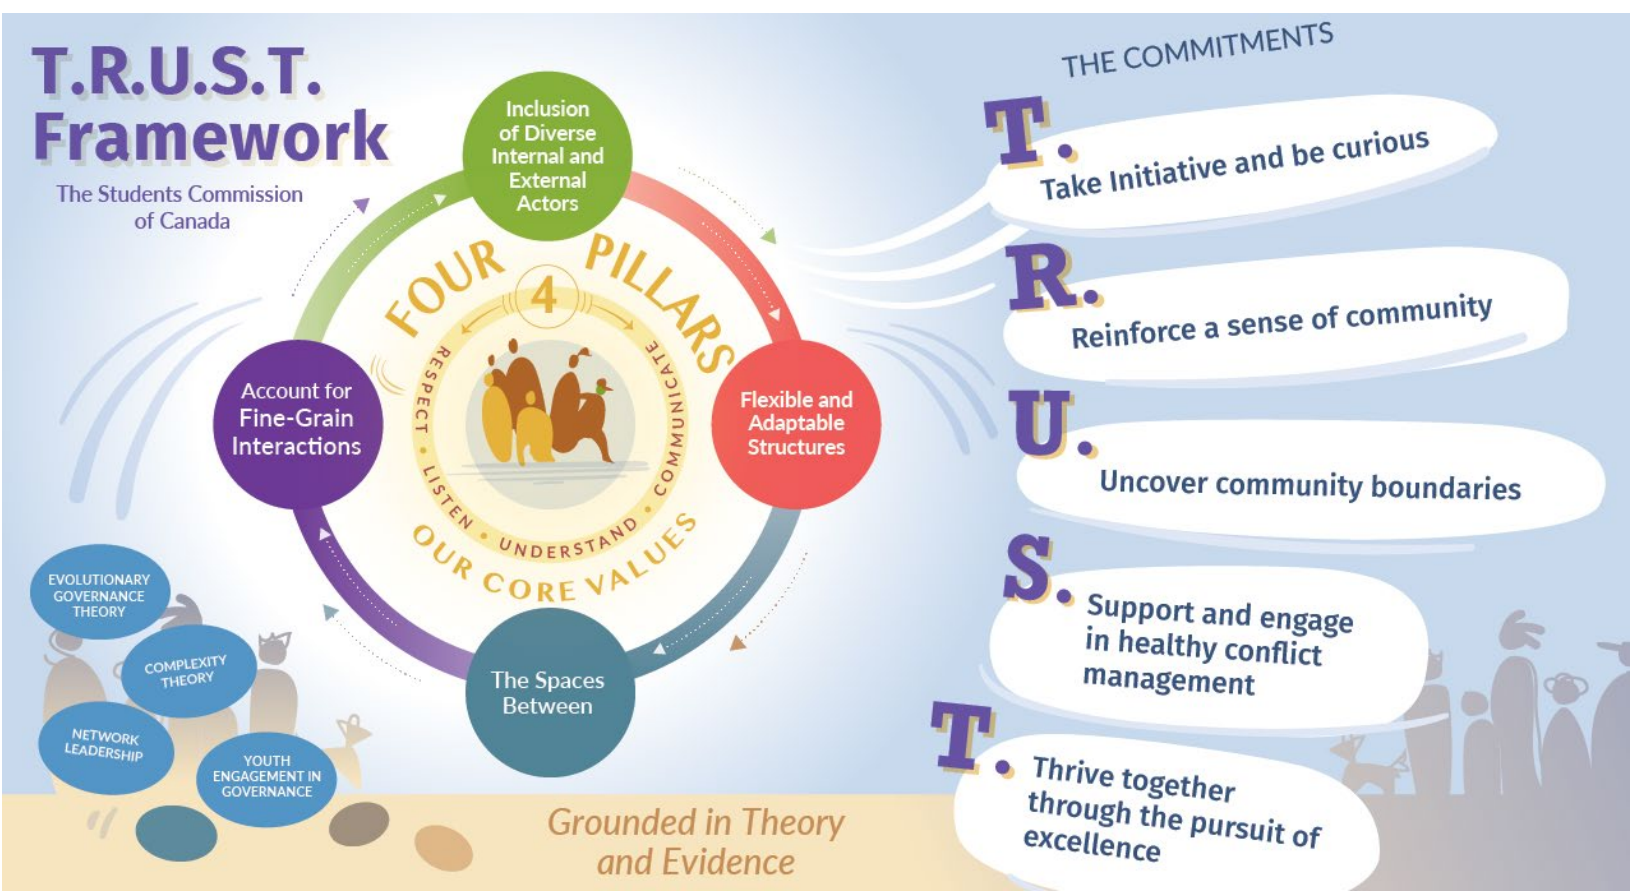 T.R.U.S.T.
Framework
The Students Commission
of Canada
Inclusion
of Diverse
Internal and
External
Actors
FOUR 4 PILLARS
Account for
Fine-Grain
Interactions
Flexible and
Adaptable
Structures
RESPECT • LISTEN • UNDERSTAND • COMMUNICATE
OUR CORE VALUES
The Spaces
Between
EVOLUTIONARY
GOVERNANCE
THEORY
COMPLEXITY
THEORY
NETWORK
LEADERSHIP
YOUTH
ENGAGEMENT IN
GOVERNANCE
Grounded in Theory
and Evidence
THE COMMITMENTS
T.
Take Initiative and be curious
R.
Reinforce a sense of community
U.
Uncover community boundaries
S.
Support and engage
in healthy conflict
management
T.
Thrive together
through the pursuit of
excellence